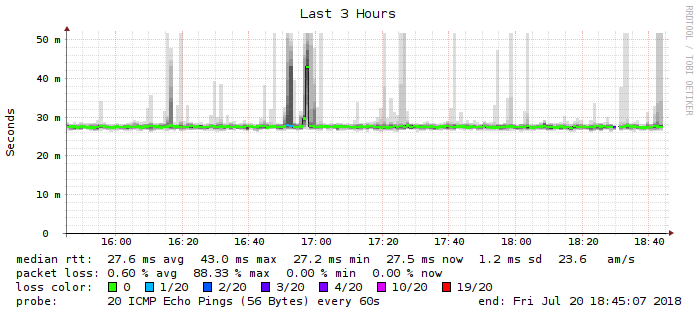 Last 3 Hours
RRDTOOL / TOBI OETIKER
Seconds
50 m
40 m
30 m
20 m
10 m
0
16:00 16:20 16:40 17:00 17:20 17:40 18:00 18:20 18:40
median rtt: 27.6 ms avg 43.0 ms max 27.2 ms min 27.5 ms now 1.2 ms sd 23.6 am/s
packet loss: 0.60 % avg 88.33 % max 0.00 % min 0.00 % now
loss color: 0 1/20 2/20 3/20 4/20 10/20 19/20
probe: 20 ICMP Echo Pings (56 Bytes) every 60s end: Fri Jul 20 18:45:07 2018